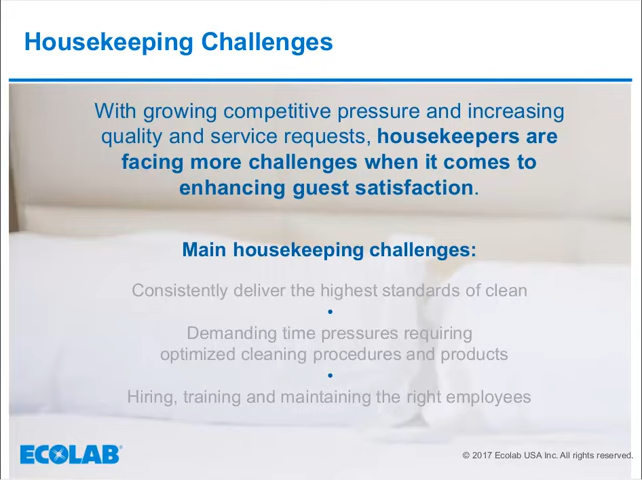 Housekeeping Challenges
With growing competitive pressure and increasing
quality and service requests, housekeepers are
facing more challenges when it comes to
enhancing guest satisfaction.
Main housekeeping challenges:
Consistently deliver the highest standards of clean
•
Demanding time pressures requiring
optimized cleaning procedures and products
•
Hiring, training and maintaining the right employees
ECOLAB®
© 2017 Ecolab USA Inc. All rights reserved.